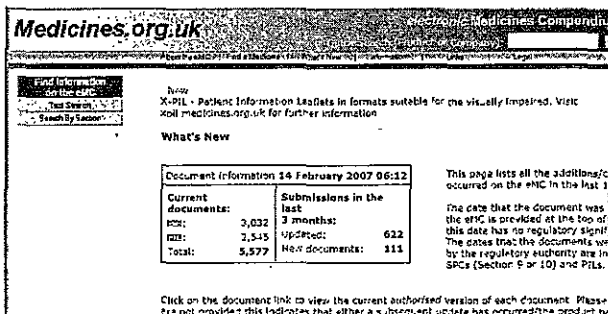 Medicines.org.uk
electronic Medicines Compendiu
Find Information
on the eMC
Text Search
Search By Section
New
X-PIL - Patient Information Leaflets in formats suitable for the visually impaired. Visit
xpil.medicines.org.uk for further information
What's New
Document information 14 February 2007 06:12
Current
documents:
3,032
2,545
Total: 5,577
Submissions in the
last
3 months:
Updated: 622
New documents: 111
This page lists all the additions/c
occurred on the eMC in the last 1
The date that the document was
the eMC is provided at the top of
this date has no regulatory signif
The dates that the documents we
by the regulatory authority are in
SPCs (Section 9 or 10) and PILs.
Click on the document link to view the current authorised version of each document. Please
are not provided this indicates that either a subsequent update has occurred/the product